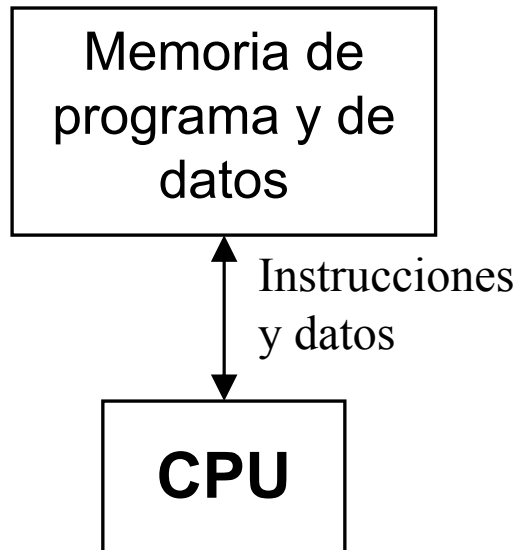 Memoria de
programa y de
datos
Instrucciones
y datos
CPU